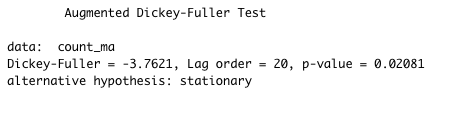 Augmented Dickey-Fuller Test
data:  count_ma
Dickey-Fuller = -3.7621, Lag order = 20, p-value = 0.02081
alternative hypothesis: stationary